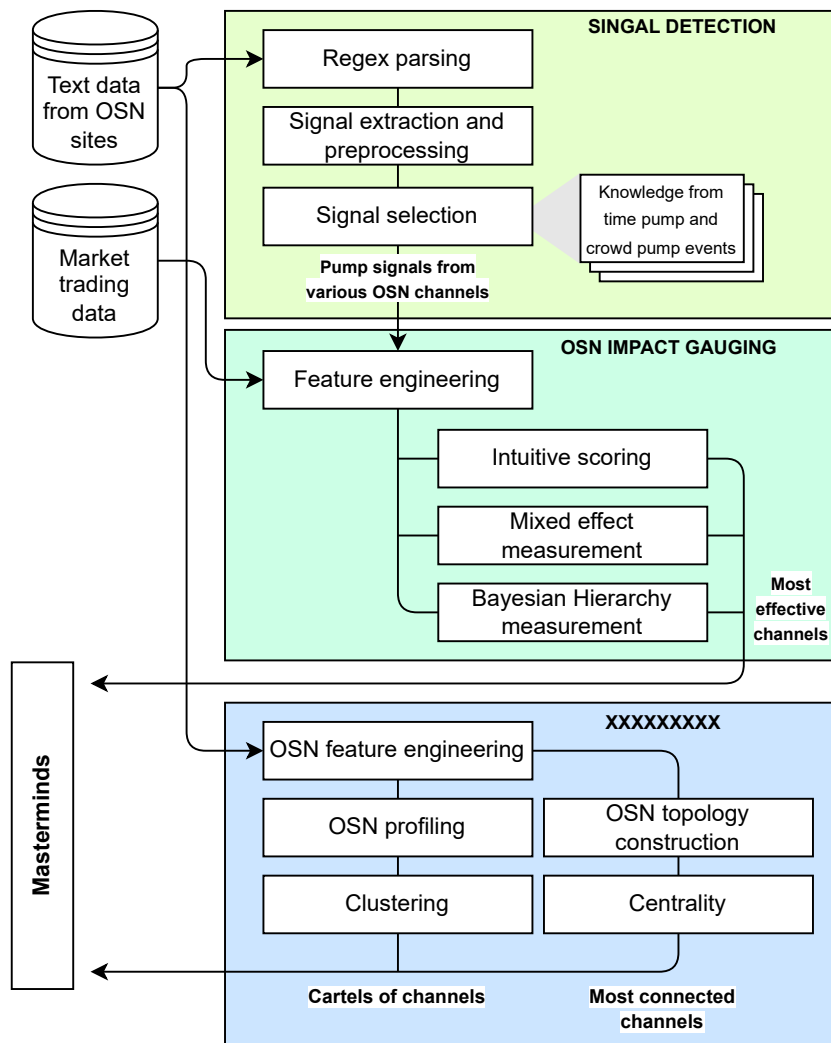 Text data
from OSN
sites
Market
trading
data
SINGAL DETECTION
Regex parsing
Signal extraction and
preprocessing
Signal selection
Knowledge from
time pump and
crowd pump events
Pump signals from
various OSN channels
OSN IMPACT GAUGING
Feature engineering
Intuitive scoring
Mixed effect
measurement
Bayesian Hierarchy
measurement
Most
effective
channels
Masterminds
XXXXXXXXX
OSN feature engineering
OSN profiling
OSN topology
construction
Clustering
Centrality
Cartels of channels
Most connected
channels